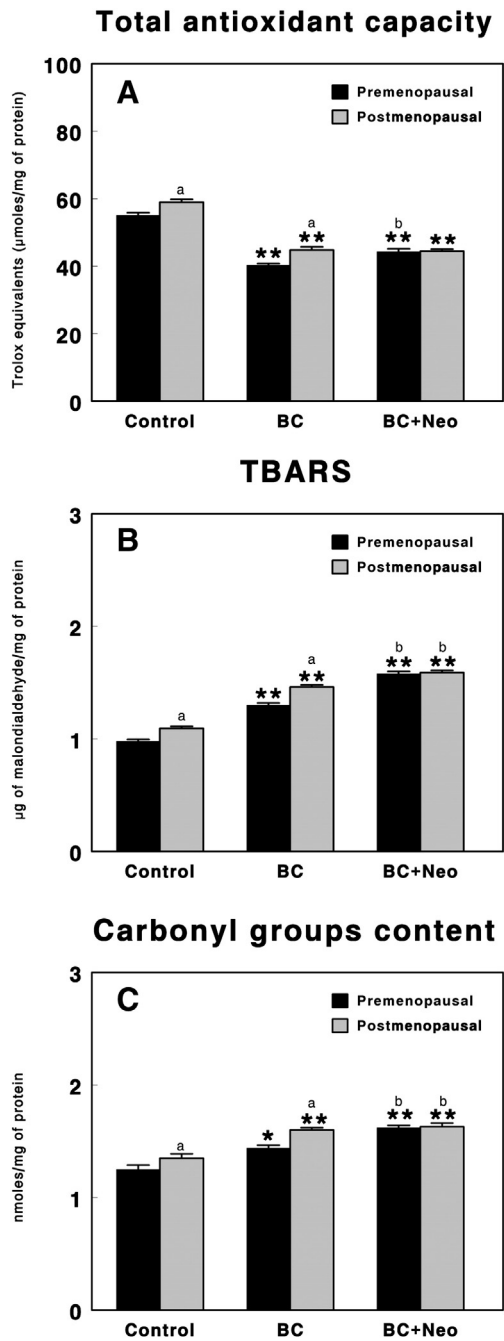 Total antioxidant capacity
Trolox equivalents (µmoles/mg of protein)
100
80
60
40
20
0
A
Premenopausal
Postmenopausal
a
**
a
**
b
**
**
Control
BC
BC+Neo
TBARS
µg of malondialdehyde/mg of protein
3
2
1
0
B
Premenopausal
Postmenopausal
a
**
a
**
b
**
b
**
Control
BC
BC+Neo
Carbonyl groups content
nmoles/mg of protein
3
2
1
0
C
Premenopausal
Postmenopausal
a
*
a
**
b
**
b
**
Control
BC
BC+Neo